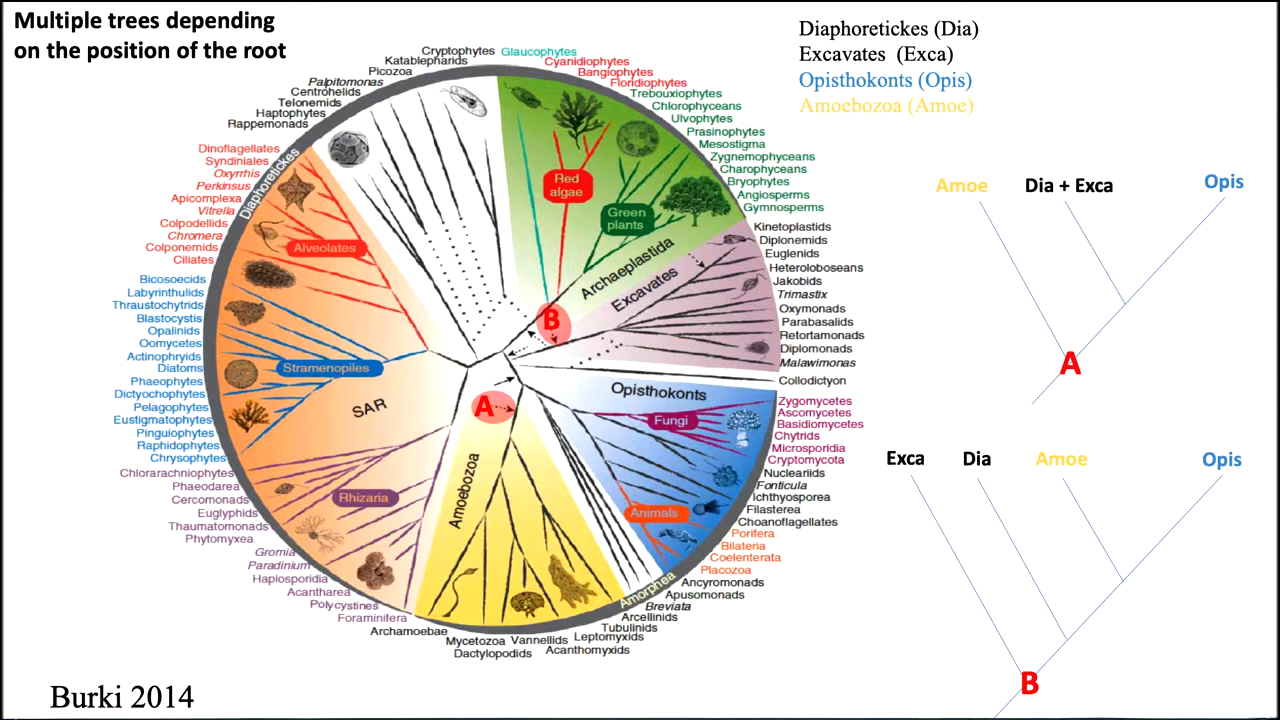 Multiple trees depending
on the position of the root
Diaphoretickes (Dia)
Excavates (Exca)
Opisthokonts (Opis)
Amoebozoa (Amoe)
Cryptophytes
Katablepharids
Picozoa
Palpitomonas
Centrohelids
Telonemids
Haptophytes
Rappemonads
Glaucophytes
Cyanidiophytes
Bangiophytes
Floridiophytes
Trebouxiophytes
Chlorophyceans
Ulvophytes
Prasinophytes
Mesostigma
Zygnemophyceans
Charophyceans
Bryophytes
Angiosperms
Gymnosperms
Kinetoplastids
Diplonemids
Euglenids
Heteroloboseans
Jakobids
Trimastix
Oxymonads
Parabasalids
Retortamonads
Diplomonads
Malawimonas
Collodictyon
Zygomycetes
Ascomycetes
Basidiomycetes
Chytrids
Microsporidia
Cryptomycota
Nucleariids
Fonticula
Ichthyosporea
Filasterea
Choanoflagellates
Porifera
Bilateria
Coelenterata
Placozoa
Ancyromonads
Apusomonads
Breviata
Arcellinids
Tubulinids
Leptomyxids
Acanthomyxids
Vannellids
Dactylopodids
Mycetozoa
Archamoebae
Dinoflagellates
Syndiniales
Oxyrrhis
Perkinsus
Apicomplexa
Vitrella
Colpodellids
Chromera
Colponemids
Ciliates
Bicosoecids
Labyrinthulids
Thraustochytrids
Blastocystis
Opalinids
Oomycetes
Actinophryids
Diatoms
Phaeophytes
Dictyochophytes
Pelagophytes
Eustigmatophytes
Pinguiophytes
Raphidophytes
Chrysophytes
Chlorarachniophytes
Phaeodarea
Cercomonads
Euglyphids
Thaumatomonads
Phytomyxea
Gromia
Paradinium
Haplosporidia
Acantharea
Polycystines
Foraminifera
Diaphoretickes
Amorphea
Red
algae
Green
plants
Archaeplastida
Excavates
Alveolates
Stramenopiles
SAR
Rhizaria
Amoebozoa
Opisthokonts
Fungi
Animals
B
A
Amoe Dia + Exca Opis
A
Exca Dia Amoe Opis
B
Burki 2014